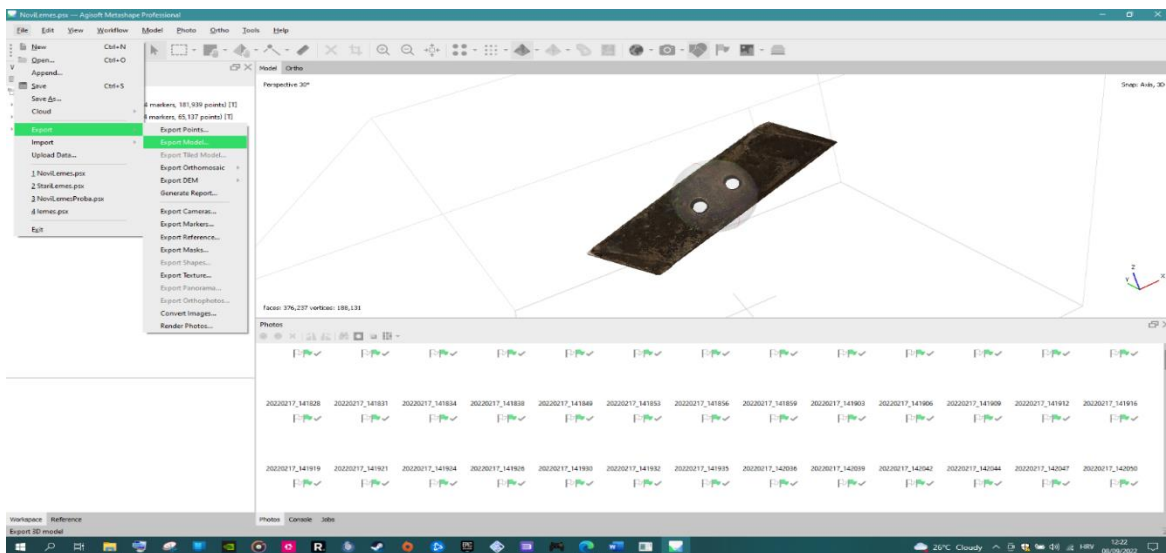 NoviLemes.psx — Agisoft Metashape Professional
File Edit View Workflow Model Photo Ortho Tools Help
New Ctrl+N
Open... Ctrl+O
Append...
Save Ctrl+S
Save As...
Cloud
Export
Import
Upload Data...
1 NoviLemes.psx
2 StariLemes.psx
3 NoviLemesProba.psx
4 lemes.psx
Exit
4 markers, 181,939 points) [T]
4 markers, 65,137 points) [T]
Export Points...
Export Model...
Export Tiled Model...
Export Orthomosaic
Export DEM
Generate Report...
Export Cameras...
Export Markers...
Export Reference...
Export Masks...
Export Shapes...
Export Texture...
Export Panorama...
Export Orthophotos...
Convert Images...
Render Photos...
Model Ortho
Perspective 30°
Snap: Axis, 3D
Z
Y
X
faces: 376,237 vertices: 188,131
Photos
20220217_141828 20220217_141831 20220217_141834 20220217_141838 20220217_141849 20220217_141853 20220217_141856 20220217_141859 20220217_141903 20220217_141906 20220217_141909 20220217_141912 20220217_141916
20220217_141919 20220217_141921 20220217_141924 20220217_141926 20220217_141930 20220217_141932 20220217_141935 20220217_142036 20220217_142039 20220217_142042 20220217_142044 20220217_142047 20220217_142050
Workspace Reference
Photos Console Jobs
Export 3D model
26°C Cloudy
HRV
12:22
08/09/2022